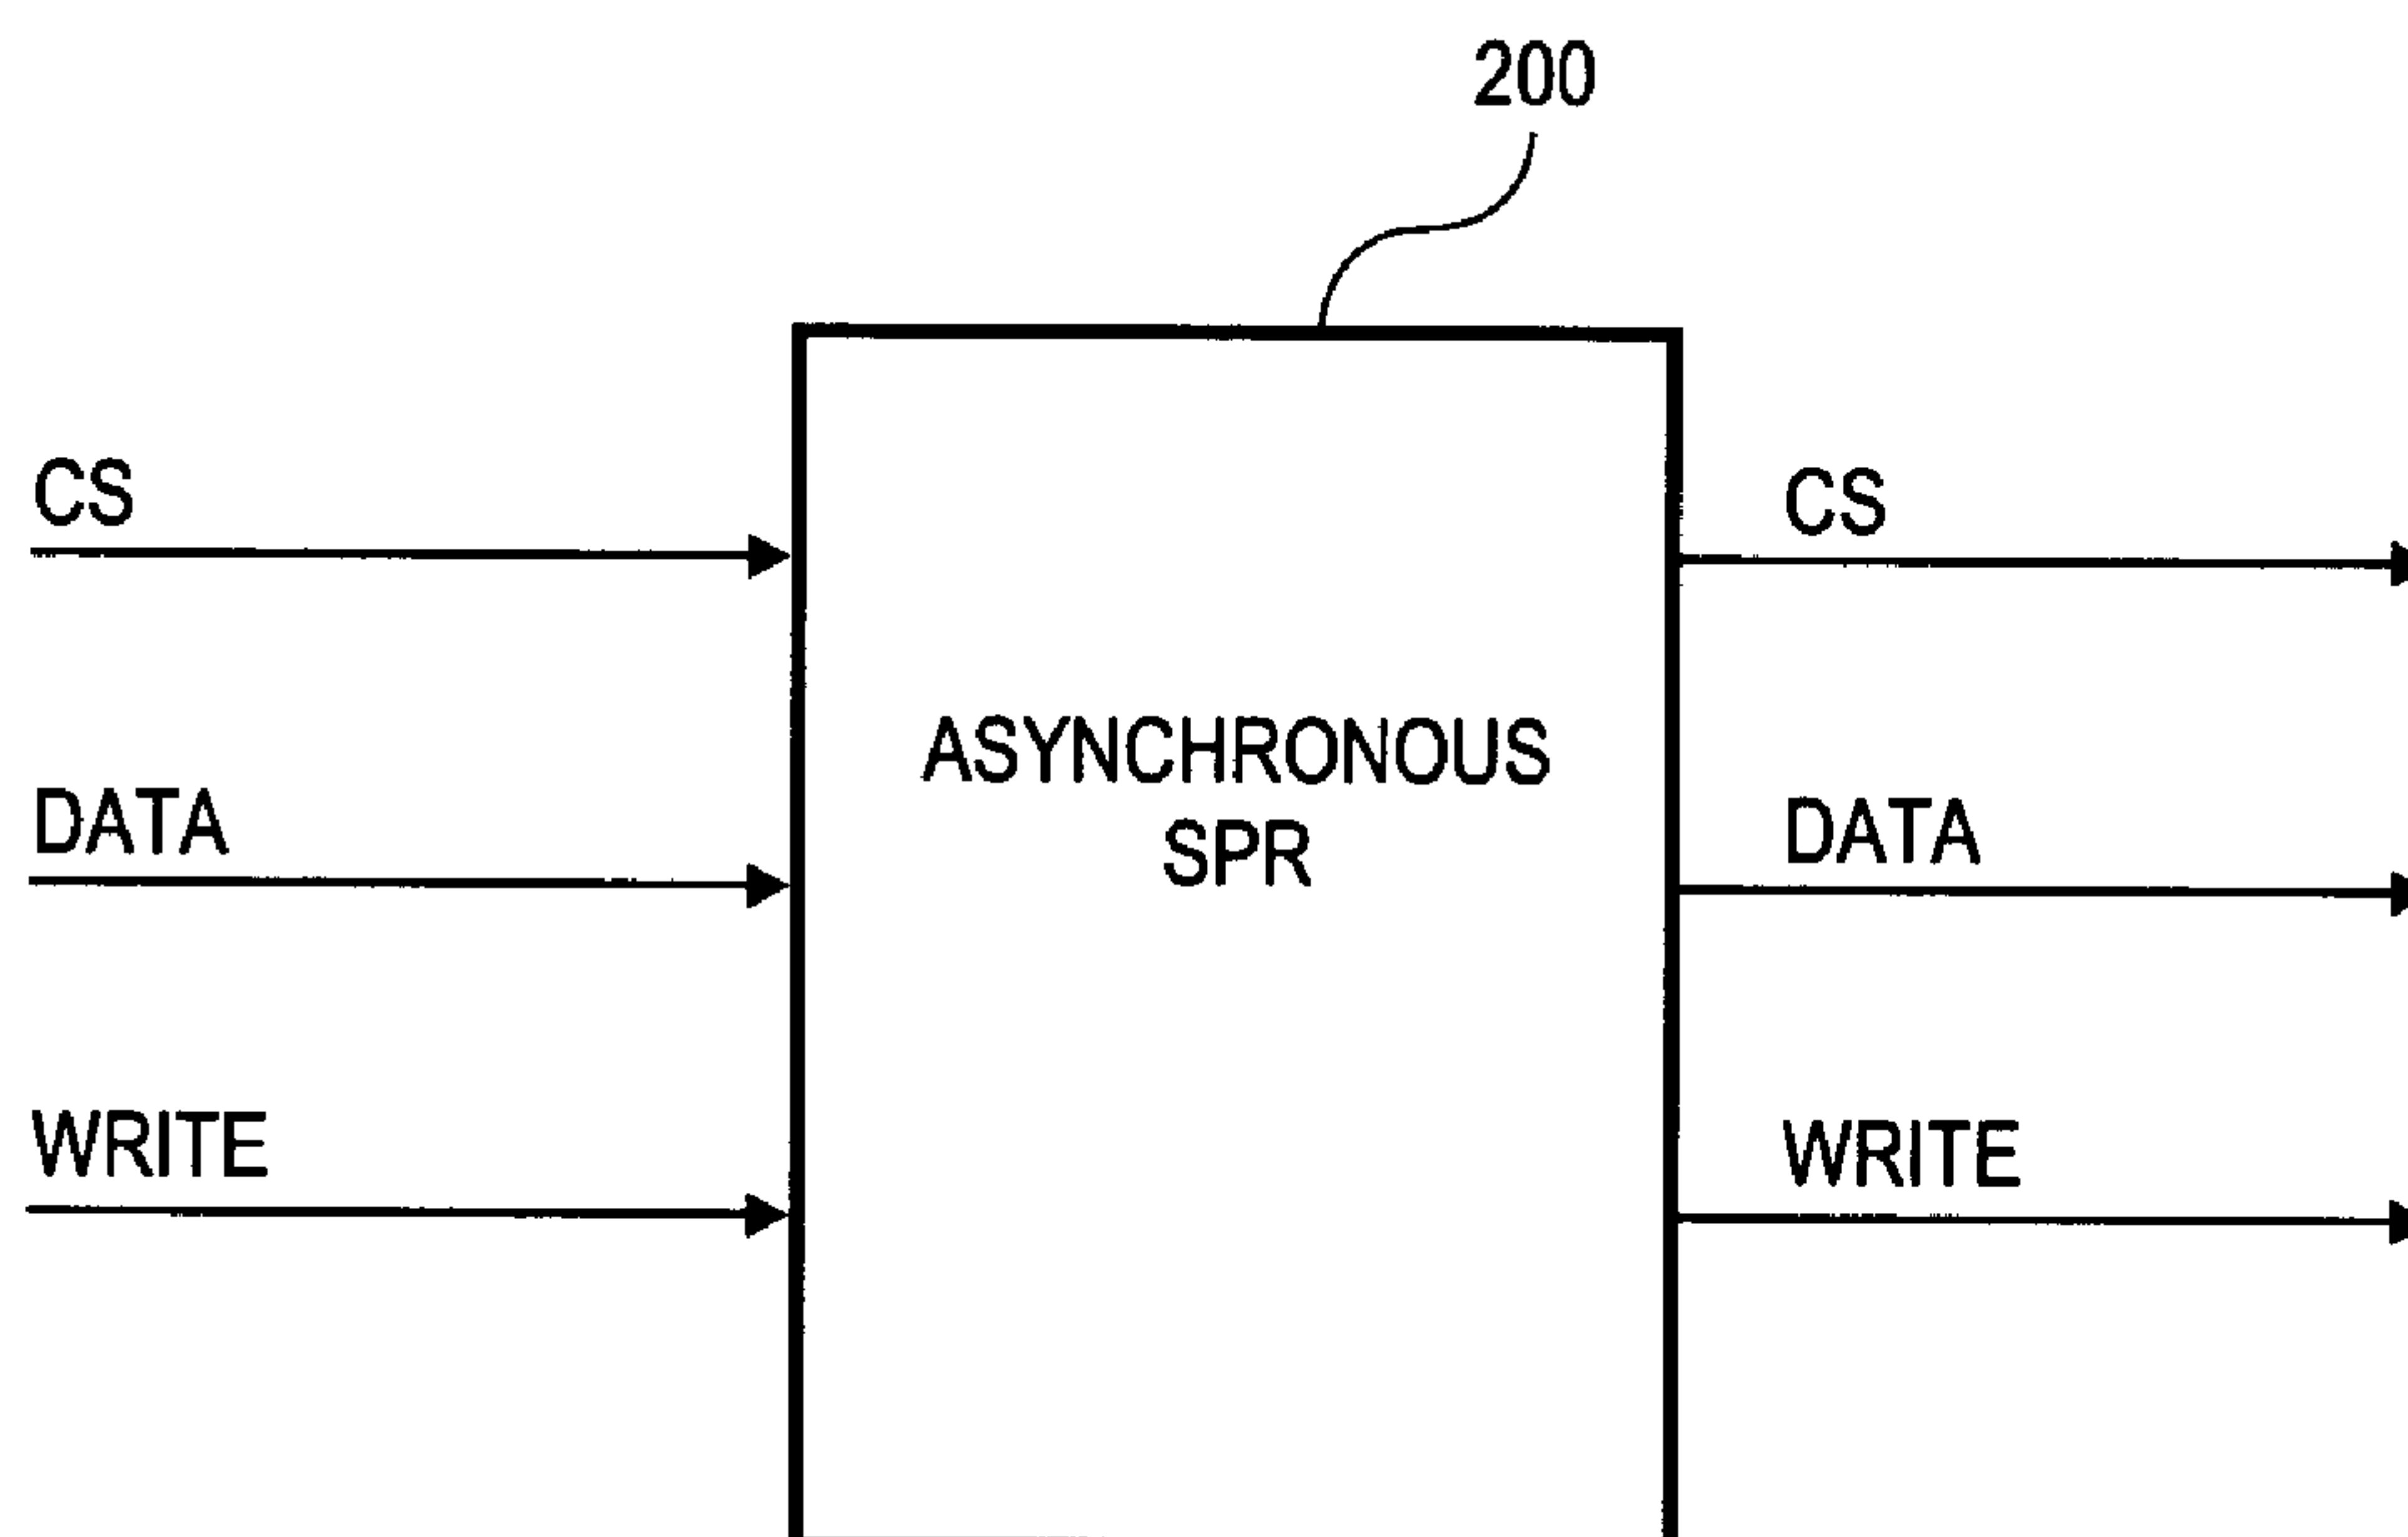 200
CS
CS
ASYNCHRONOUS
SPR
DATA
DATA
WRITE
WRITE